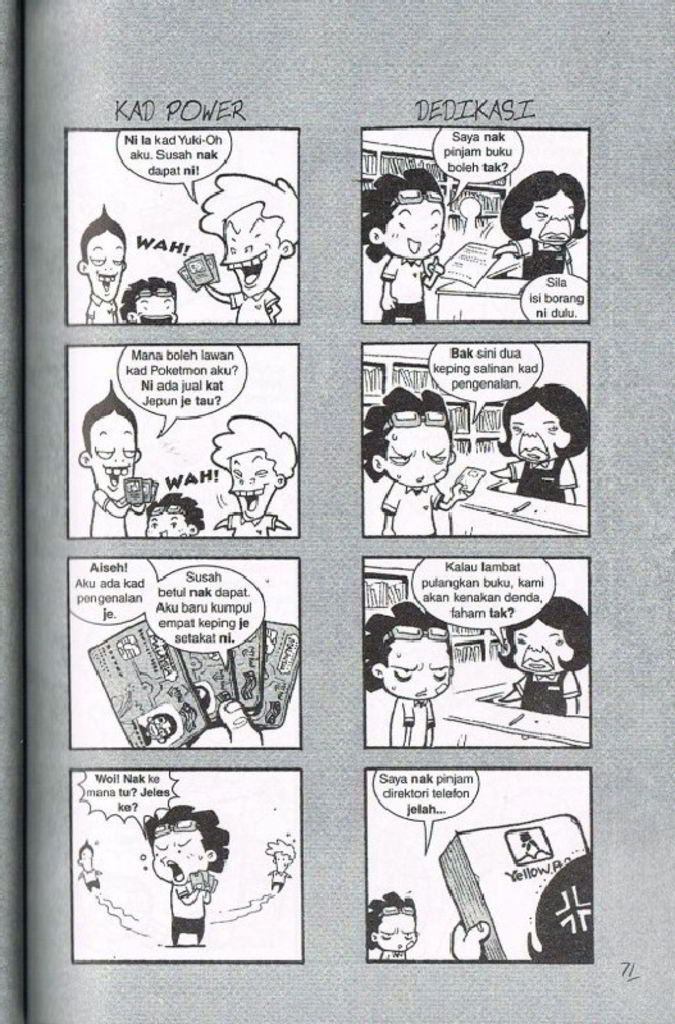 KAD POWER
Ni la kad Yuki-Oh
aku. Susah nak
dapat ni!
WAH!
Mana boleh lawan
kad Poketmon aku?
Ni ada jual kat
Jepun je tau?
WAH!
Aiseh!
Aku ada kad
pengenalan
je.
Susah
betul nak dapat.
Aku baru kumpul
empat keping je
setakat ni.
MALAYSIA
Woi! Nak ke
mana tu? Jeles
ke?
DEDIKASI
Saya nak
pinjam buku
boleh tak?
Sila
isi borang
ni dulu.
Bak sini dua
keping salinan kad
pengenalan.
Kalau lambat
pulangkan buku, kami
akan kenakan denda,
faham tak?
Saya nak pinjam
direktori telefon
jelah...
Yellow.Pa
71